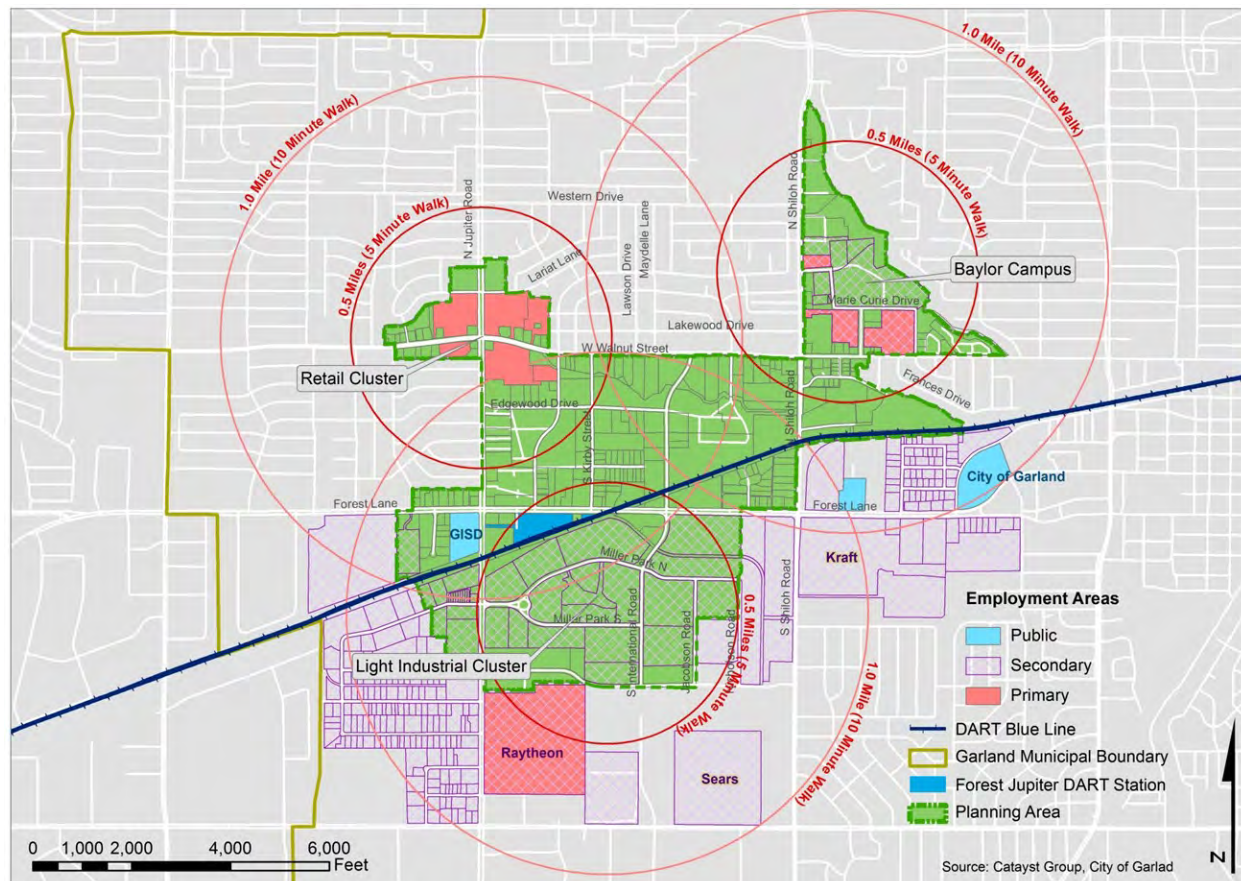 1.0 Mile (10 Minute Walk)
1.0 Mile (10 Minute Walk)
0.5 Miles (5 Minute Walk)
0.5 Miles (5 Minute Walk)
N Jupiter Road
Western Drive
Lariat Lane
Lawson Drive
Maydelle Lane
N Shiloh Road
Baylor Campus
Marie Curie Drive
Lakewood Drive
W Walnut Street
Retail Cluster
Edgewood Drive
Frances Drive
S Kirby Street
N Shiloh Road
City of Garland
Forest Lane
Forest Lane
GISD
Miller Park N
Kraft
Miller Park S
S International Road
Jacobson Road
S Shiloh Road
0.5 Miles (5 Minute Walk)
1.0 Mile (10 Minute Walk)
Light Industrial Cluster
Raytheon
Sears
Employment Areas
Public
Secondary
Primary
DART Blue Line
Garland Municipal Boundary
Forest Jupiter DART Station
Planning Area
N
0 1,000 2,000 4,000 6,000
Feet
Source: Catayst Group, City of Garlad